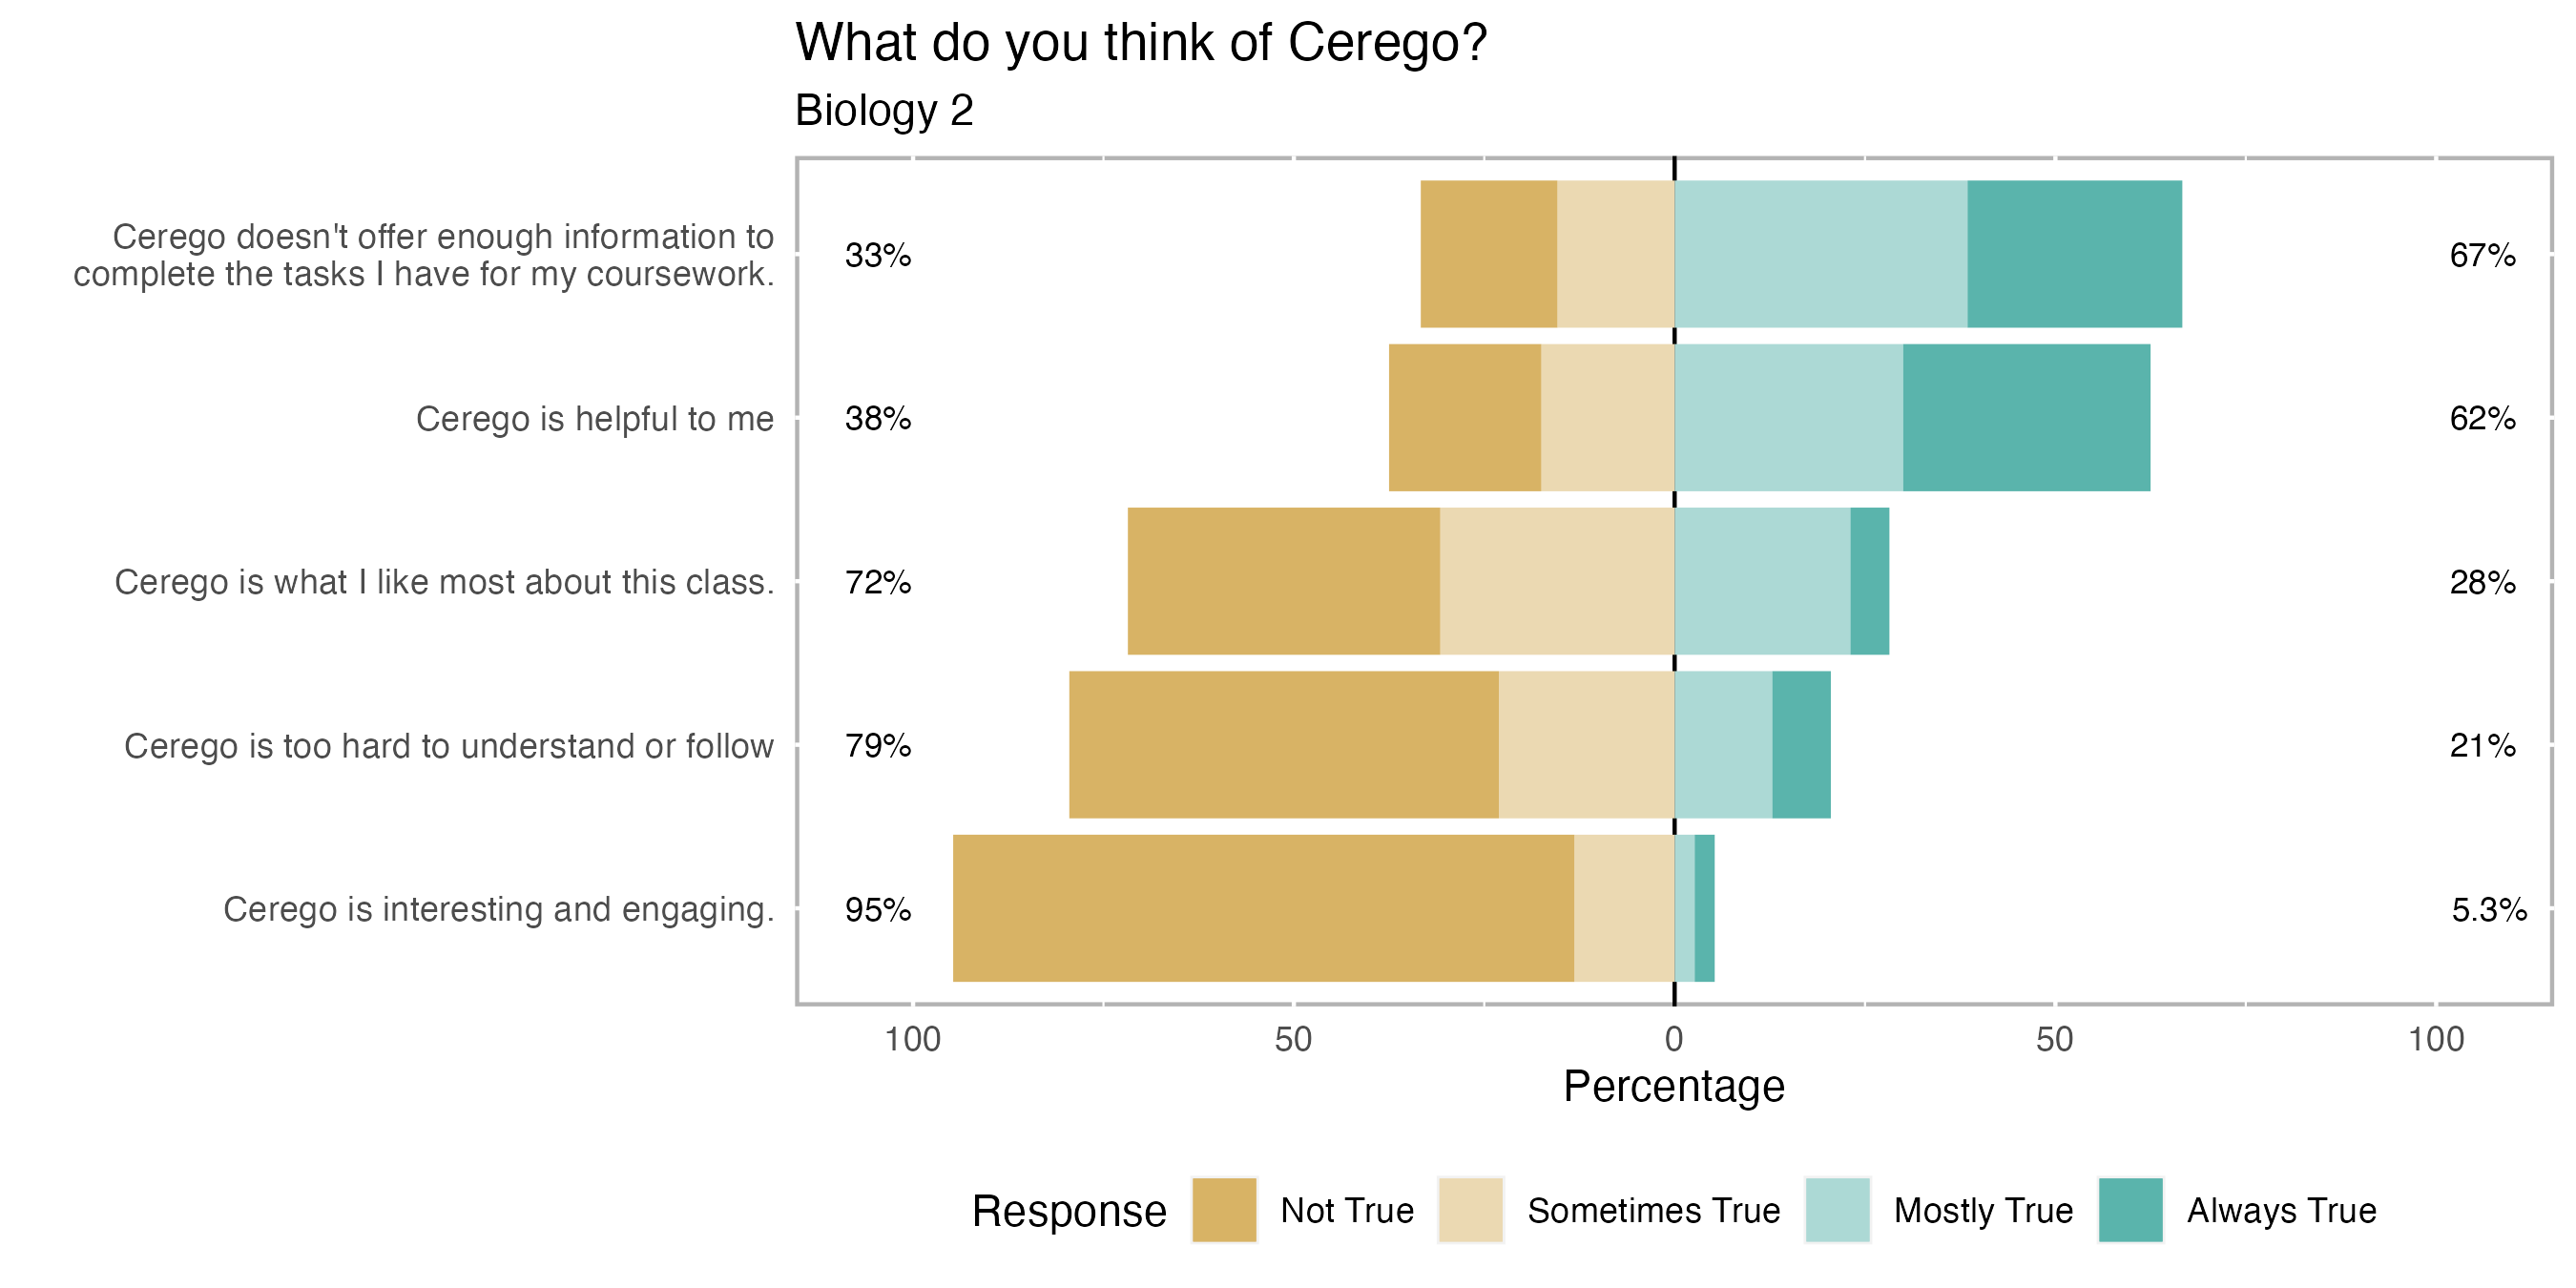 What do you think of Cerego?
Biology 2
Cerego doesn't offer enough information to
complete the tasks I have for my coursework.
33%
67%
Cerego is helpful to me
38%
62%
Cerego is what I like most about this class.
72%
28%
Cerego is too hard to understand or follow
79%
21%
Cerego is interesting and engaging.
95%
5.3%
100 50 0 50 100
Percentage
Response Not True Sometimes True Mostly True Always True